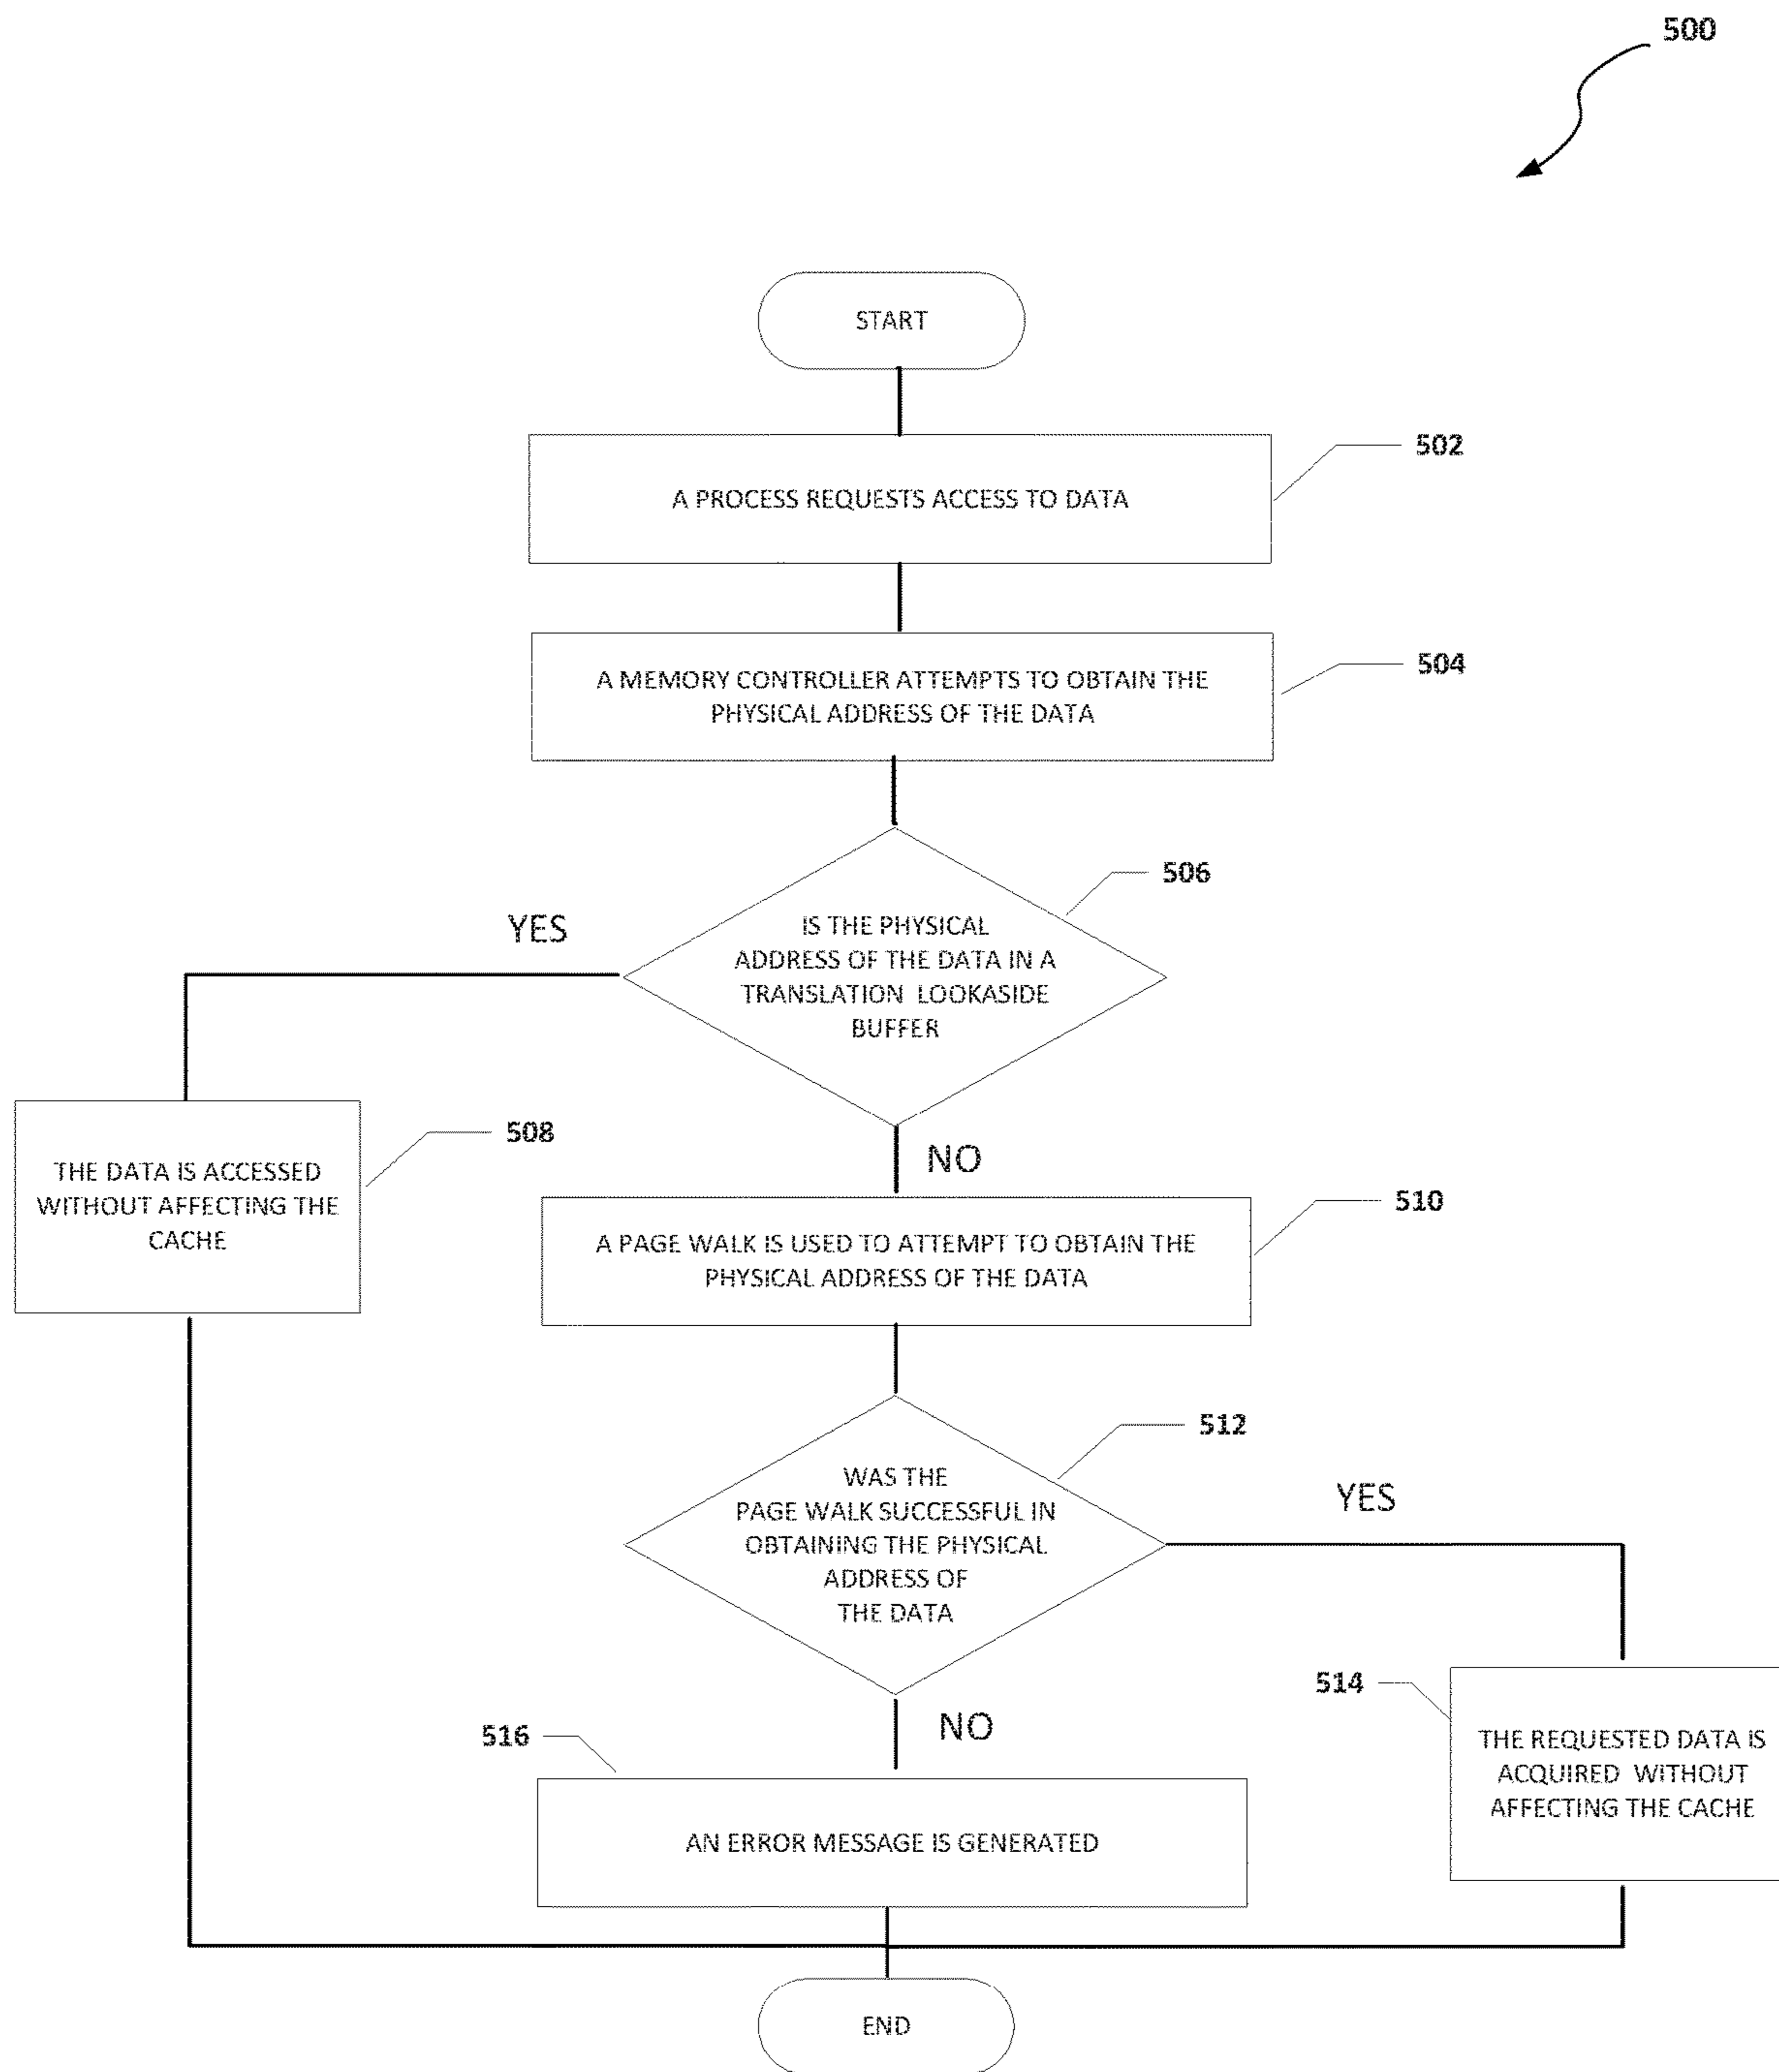 500
START
502
A PROCESS REQUESTS ACCESS TO DATA
504
A MEMORY CONTROLLER ATTEMPTS TO OBTAIN THE
PHYSICAL ADDRESS OF THE DATA
506
YES
IS THE PHYSICAL
ADDRESS OF THE DATA IN A
TRANSLATION LOOKASIDE
BUFFER
508
THE DATA IS ACCESSED
WITHOUT AFFECTING THE
CACHE
NO
510
A PAGE WALK IS USED TO ATTEMPT TO OBTAIN THE
PHYSICAL ADDRESS OF THE DATA
512
WAS THE
PAGE WALK SUCCESSFUL IN
OBTAINING THE PHYSICAL
ADDRESS OF
THE DATA
YES
514
THE REQUESTED DATA IS
ACQUIRED WITHOUT
AFFECTING THE CACHE
NO
516
AN ERROR MESSAGE IS GENERATED
END